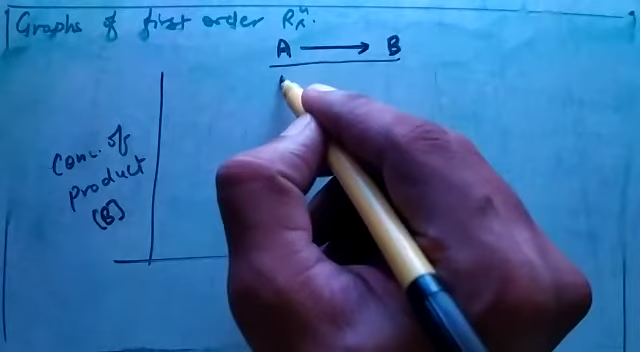 Graphs of first order Rxⁿ.
A ⟶ B
Conc. of
product
[B]